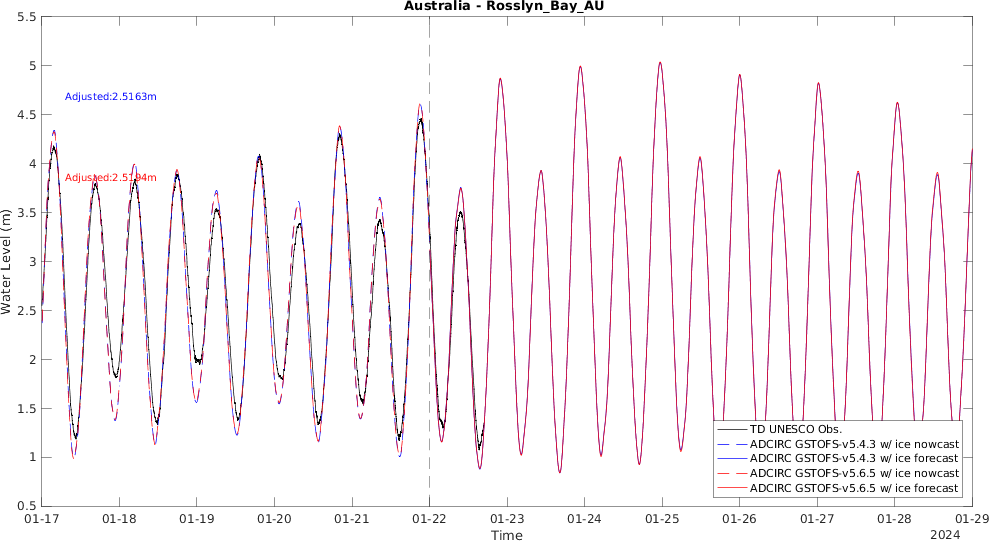 Australia - Rosslyn_Bay_AU
5.5
5
4.5
4
3.5
3
2.5
2
1.5
1
0.5
Water Level (m)
Adjusted:2.5163m
Adjusted:2.5194m
TD UNESCO Obs.
ADCIRC GSTOFS-v5.4.3 w/ ice nowcast
ADCIRC GSTOFS-v5.4.3 w/ ice forecast
ADCIRC GSTOFS-v5.6.5 w/ ice nowcast
ADCIRC GSTOFS-v5.6.5 w/ ice forecast
01-17 01-18 01-19 01-20 01-21 01-22 01-23 01-24 01-25 01-26 01-27 01-28 01-29
Time
2024